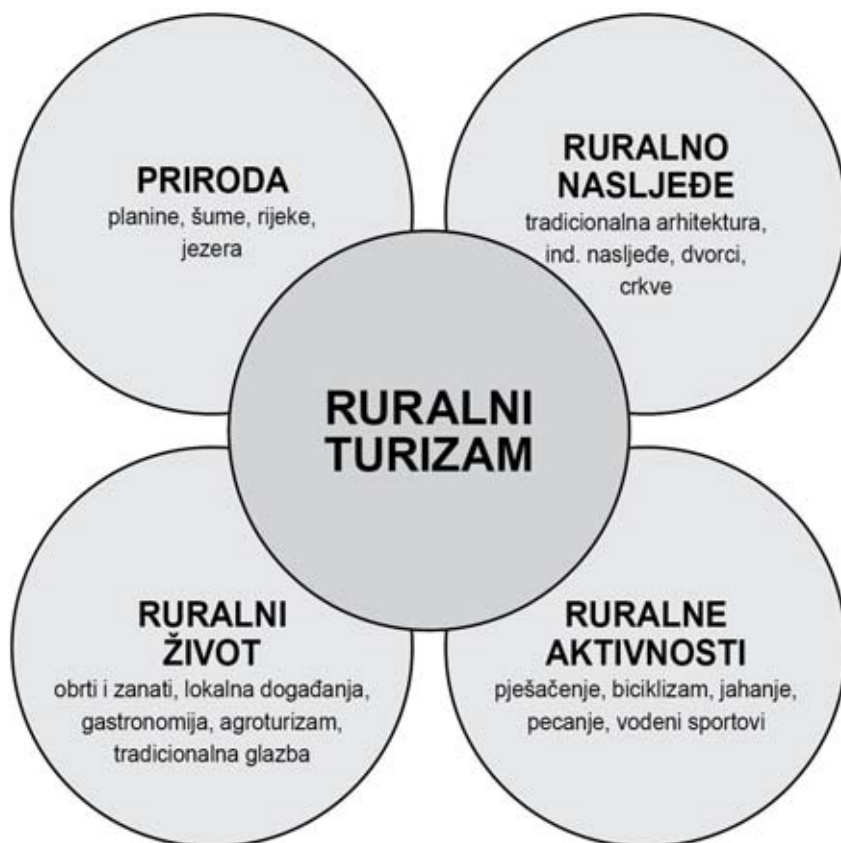 PRIRODA
planine, šume, rijeke,
jezera
RURALNO
NASLJEĐE
tradicionalna arhitektura,
ind. nasljeđe, dvorci,
crkve
RURALNI
TURIZAM
RURALNI
ŽIVOT
obrti i zanati, lokalna događanja,
gastronomija, agroturizam,
tradicionalna glazba
RURALNE
AKTIVNOSTI
pješačenje, biciklizam, jahanje,
pecanje, vodeni sportovi